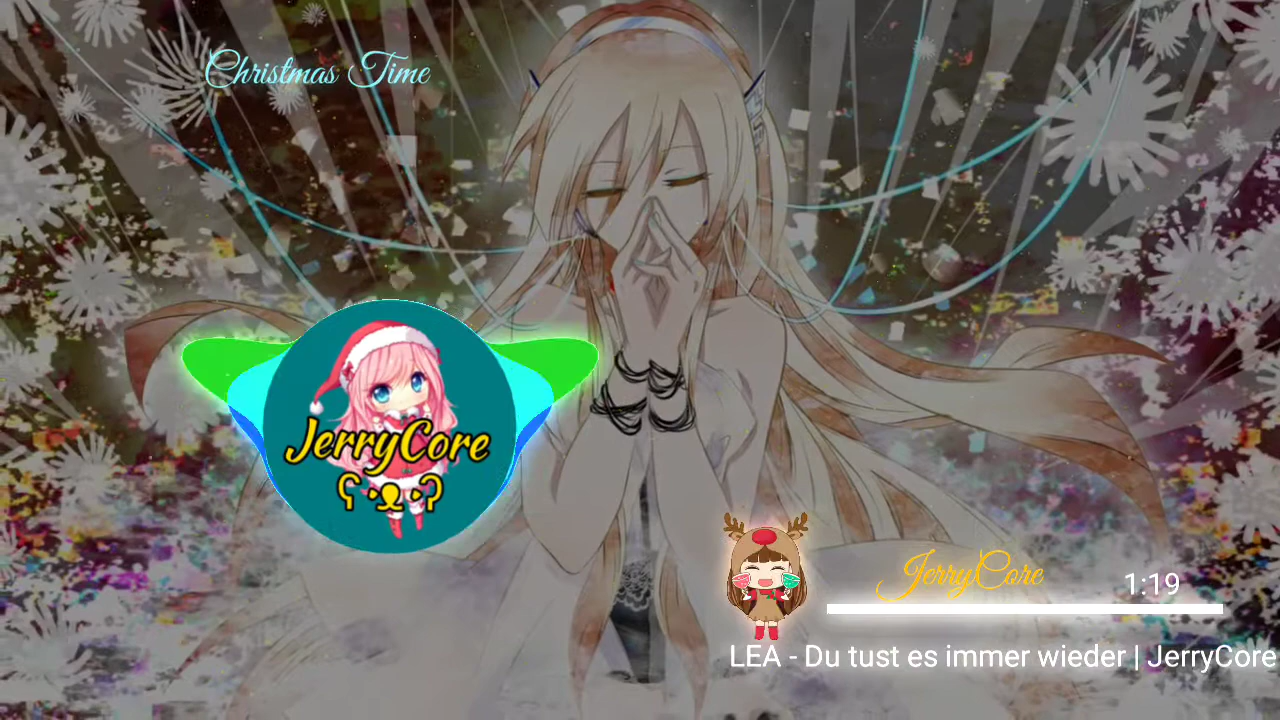 Christmas Time
JerryCore
ʕ •ᴥ•ʔ
JerryCore
1:19
LEA - Du tust es immer wieder | JerryCore